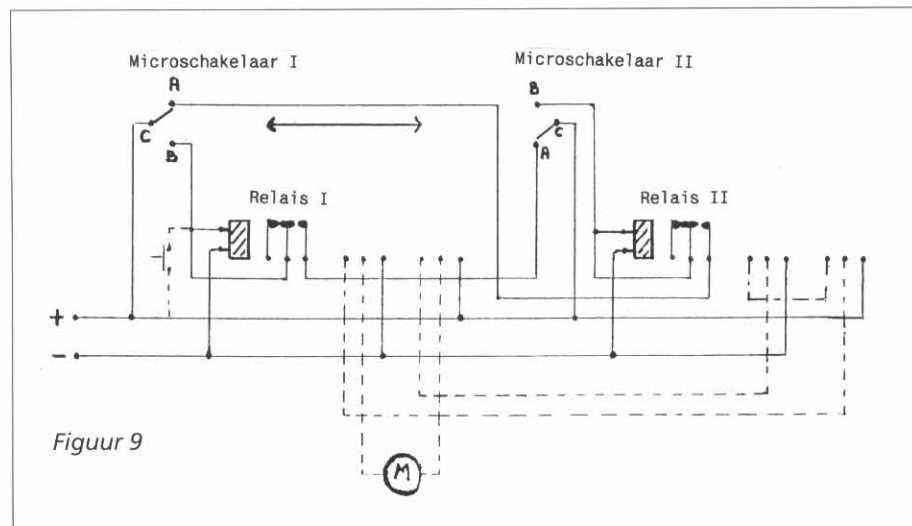 Microschakelaar I
Microschakelaar II
A
B
C
C
B
A
Relais I
Relais II
+
-
Figuur 9
M